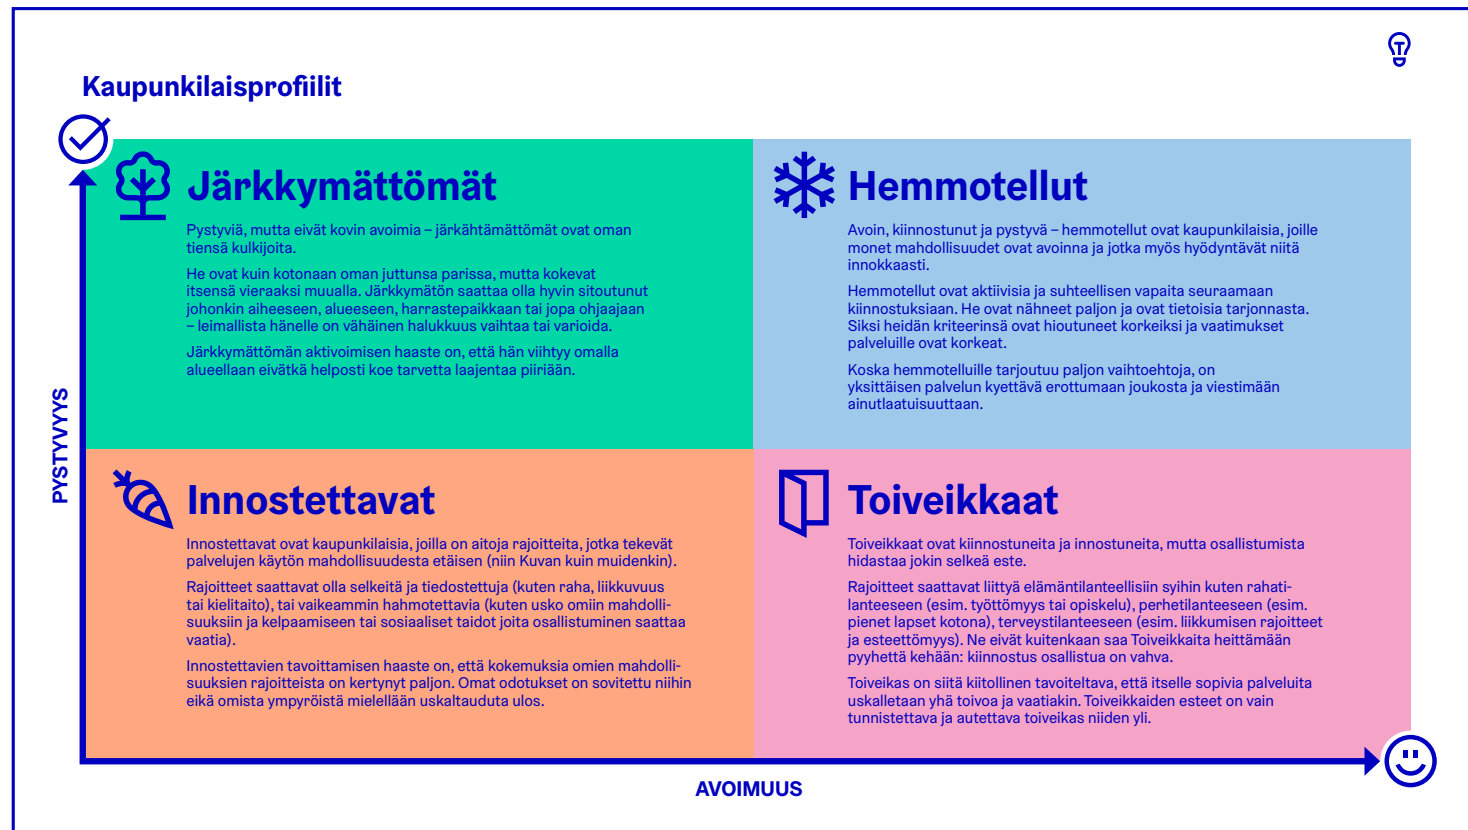 Kaupunkilaisprofiilit
Järkkymättömät
Pystyviä, mutta eivät kovin avoimia – järkähtämättömät ovat oman
tiensä kulkijoita.
He ovat kuin kotonaan oman juttunsa parissa, mutta kokevat
itsensä vieraaksi muualla. Järkkymätön saattaa olla hyvin sitoutunut
johonkin aiheeseen, alueeseen, harrastepaikkaan tai jopa ohjaajaan
– leimallista hänelle on vähäinen halukkuus vaihtaa tai varioida.
Järkkymättömän aktivoimisen haaste on, että hän viihtyy omalla
alueellaan eivätkä helposti koe tarvetta laajentaa piiriään.
Hemmotellut
Avoin, kiinnostunut ja pystyvä – hemmotellut ovat kaupunkilaisia, joille
monet mahdollisuudet ovat avoinna ja jotka myös hyödyntävät niitä
innokkaasti.
Hemmotellut ovat aktiivisia ja suhteellisen vapaita seuraamaan
kiinnostuksiaan. He ovat nähneet paljon ja ovat tietoisia tarjonnasta.
Siksi heidän kriteerinsä ovat hioutuneet korkeiksi ja vaatimukset
palveluille ovat korkeat.
Koska hemmotelluille tarjoutuu paljon vaihtoehtoja, on
yksittäisen palvelun kyettävä erottumaan joukosta ja viestimään
ainutlaatuisuuttaan.
PYSTYVYYS
Innostettavat
Innostettavat ovat kaupunkilaisia, joilla on aitoja rajoitteita, jotka tekevät
palvelujen käytön mahdollisuudesta etäisen (niin Kuvan kuin muidenkin).
Rajoitteet saattavat olla selkeitä ja tiedostettuja (kuten raha, liikkuvuus
tai kielitaito), tai vaikeammin hahmotettavia (kuten usko omiin mahdolli-
suuksiin ja kelpaamiseen tai sosiaaliset taidot joita osallistuminen saattaa
vaatia).
Innostettavien tavoittamisen haaste on, että kokemuksia omien mahdolli-
suuksien rajoitteista on kertynyt paljon. Omat odotukset on sovitettu niihin
eikä omista ympyröistä mielellään uskaltauduta ulos.
Toiveikkaat
Toiveikkaat ovat kiinnostuneita ja innostuneita, mutta osallistumista
hidastaa jokin selkeä este.
Rajoitteet saattavat liittyä elämäntilanteellisiin syihin kuten rahati-
lanteeseen (esim. työttömyys tai opiskelu), perhetilanteeseen (esim.
pienet lapset kotona), terveystilanteeseen (esim. liikkumisen rajoitteet
ja esteettömyys). Ne eivät kuitenkaan saa Toiveikkaita heittämään
pyyhettä kehään: kiinnostus osallistua on vahva.
Toiveikas on siitä kiitollinen tavoiteltava, että itselle sopivia palveluita
uskalletaan yhä toivoa ja vaatiakin. Toiveikkaiden esteet on vain
tunnistettava ja autettava toiveikas niiden yli.
AVOIMUUS